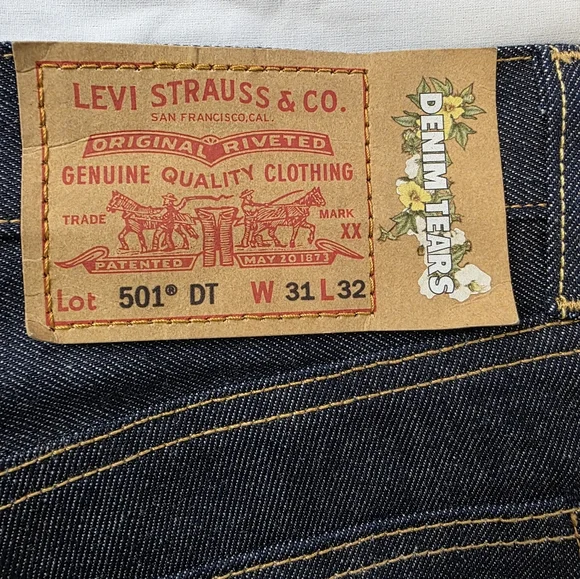 LEVI STRAUSS & CO.
SAN FRANCISCO, CAL.
ORIGINAL RIVETED
GENUINE QUALITY CLOTHING
TRADE MARK
XX
PATENTED MAY 20 1873
Lot 501® DT W 31 L 32
DENIM TEARS